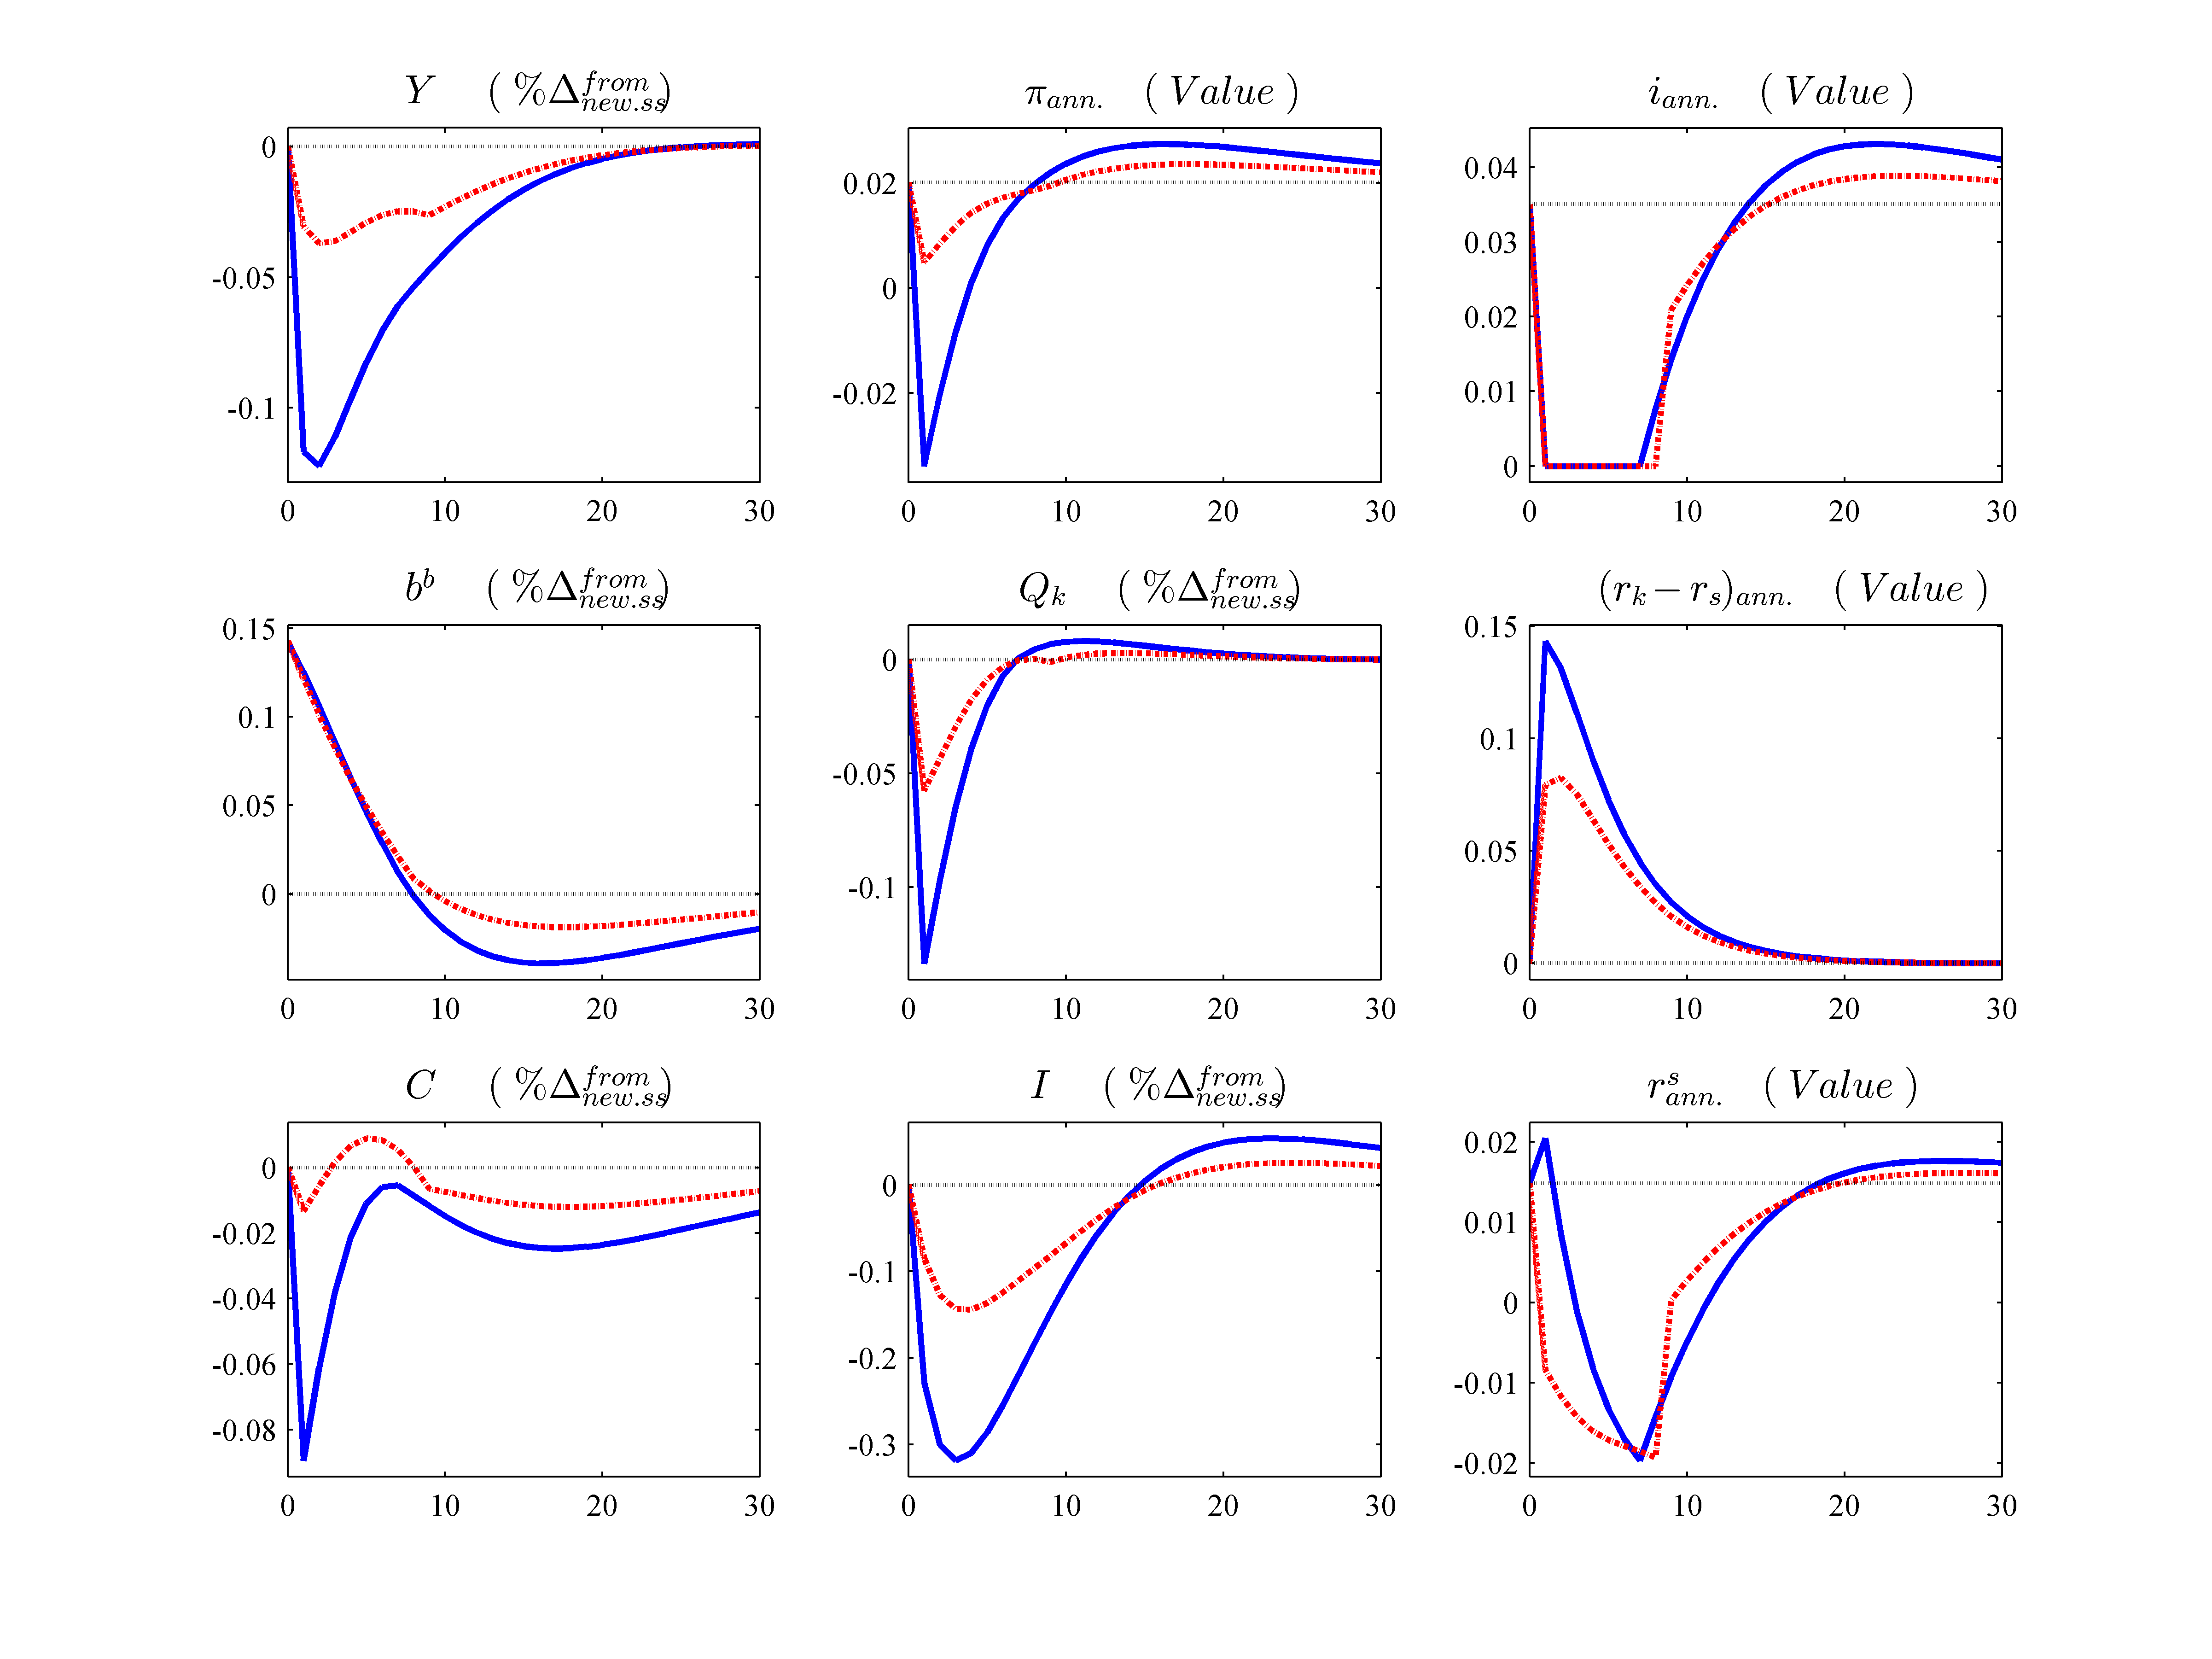 Y ( %Δ^{from}_{new.ss} )
π_{ann.} ( Value )
i_{ann.} ( Value )
0
-0.05
-0.1
0 10 20 30
0.02
0
-0.02
0 10 20 30
0.04
0.03
0.02
0.01
0
0 10 20 30
b^b ( %Δ^{from}_{new.ss} )
Q_k ( %Δ^{from}_{new.ss} )
(r_k − r_s)_{ann.} ( Value )
0.15
0.1
0.05
0
0 10 20 30
0
-0.05
-0.1
0 10 20 30
0.15
0.1
0.05
0
0 10 20 30
C ( %Δ^{from}_{new.ss} )
I ( %Δ^{from}_{new.ss} )
r^s_{ann.} ( Value )
0
-0.02
-0.04
-0.06
-0.08
0 10 20 30
0
-0.1
-0.2
-0.3
0 10 20 30
0.02
0.01
0
-0.01
-0.02
0 10 20 30